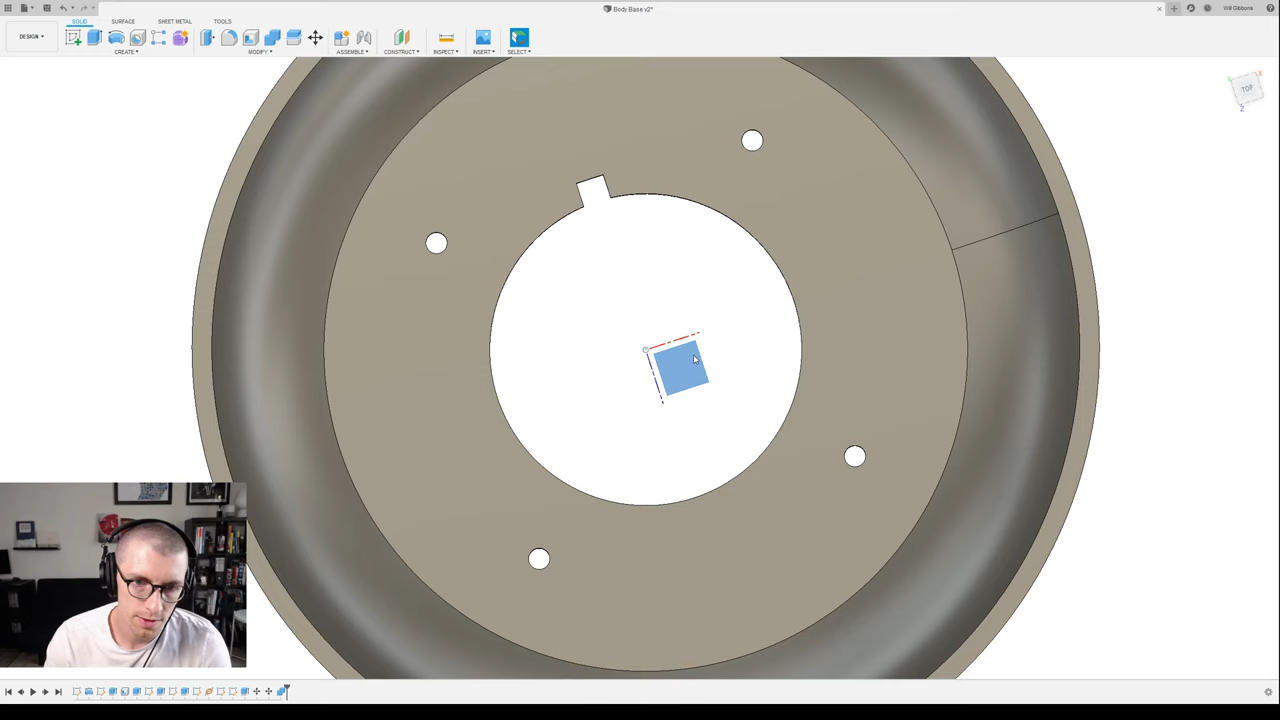 Body Base v2*
Will Gibbons
SOLID SURFACE SHEET METAL TOOLS
DESIGN
CREATE MODIFY ASSEMBLE CONSTRUCT INSPECT INSERT SELECT
X
TOP
Z